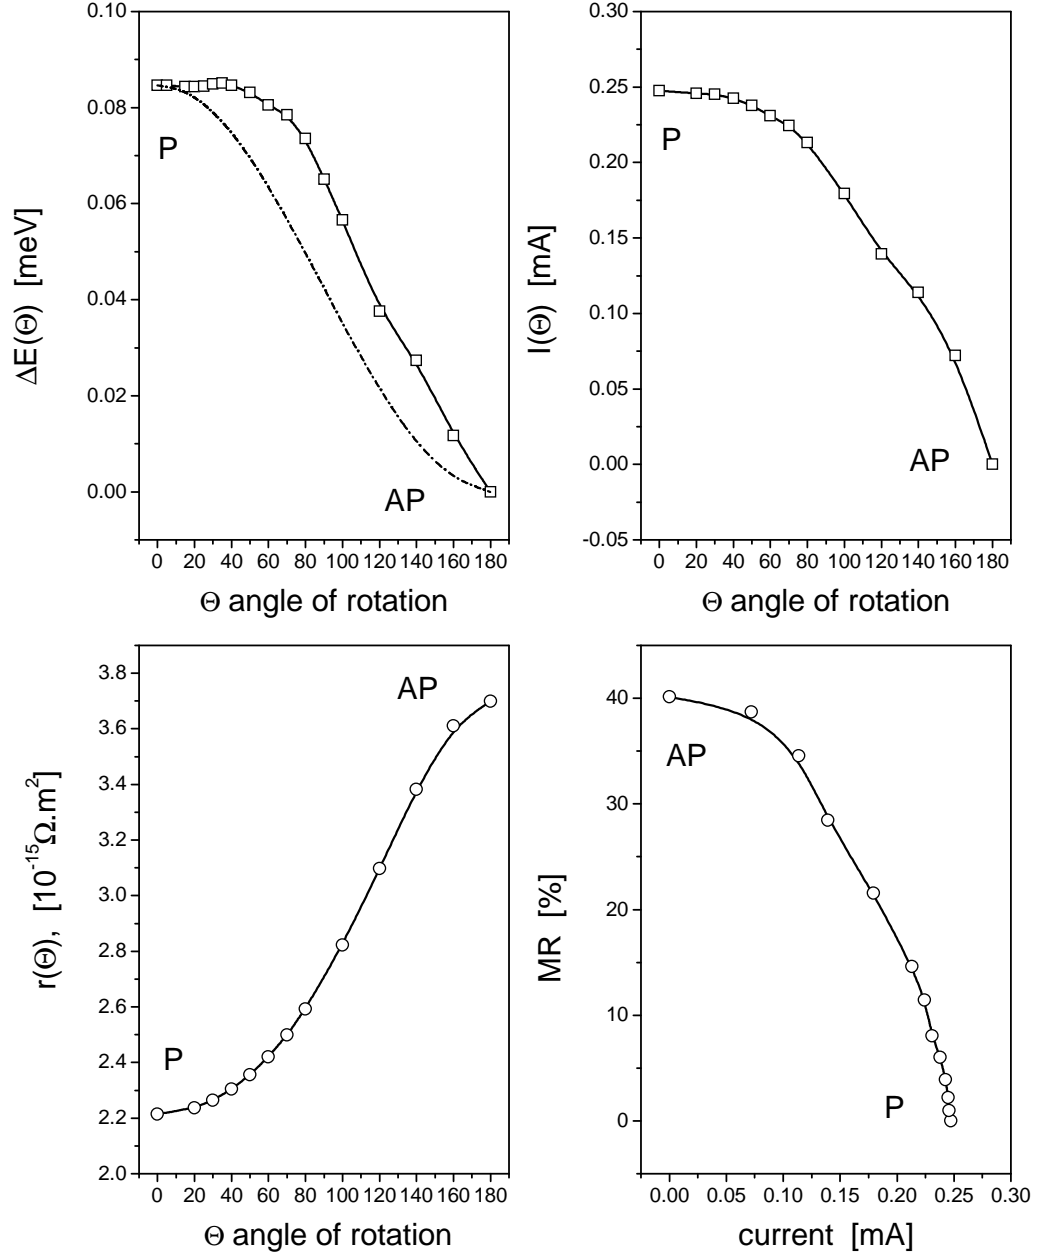 0.10
0.08
0.06
0.04
0.02
0.00
ΔE(Θ) [meV]
P
AP
0 20 40 60 80 100 120 140 160 180
Θ angle of rotation
0.30
0.25
0.20
0.15
0.10
0.05
0.00
-0.05
I(Θ) [mA]
P
AP
0 20 40 60 80 100 120 140 160 180
Θ angle of rotation
3.8
3.6
3.4
3.2
3.0
2.8
2.6
2.4
2.2
2.0
r(Θ), [10⁻¹⁵Ω.m²]
AP
P
0 20 40 60 80 100 120 140 160 180
Θ angle of rotation
40
30
20
10
0
MR [%]
AP
P
0.00 0.05 0.10 0.15 0.20 0.25 0.30
current [mA]